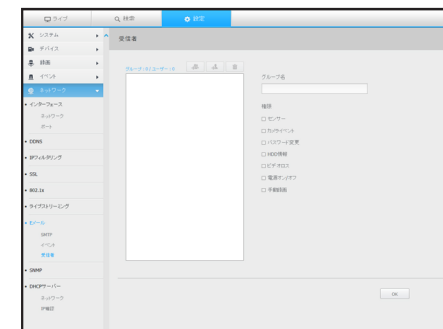 ライブ
検索
設定
システム
デバイス
録画
イベント
ネットワーク
インターフェース
ネットワーク
ポート
DDNS
IPフィルタリング
SSL
802.1x
ライブストリーミング
Eメール
SMTP
イベント
受信者
SNMP
DHCPサーバー
ネットワーク
IP確認
受信者
グループ名
種類
センサー
カメライベント
パスワード変更
HDD情報
ビデオロス
電源オン/オフ
手動録画
OK